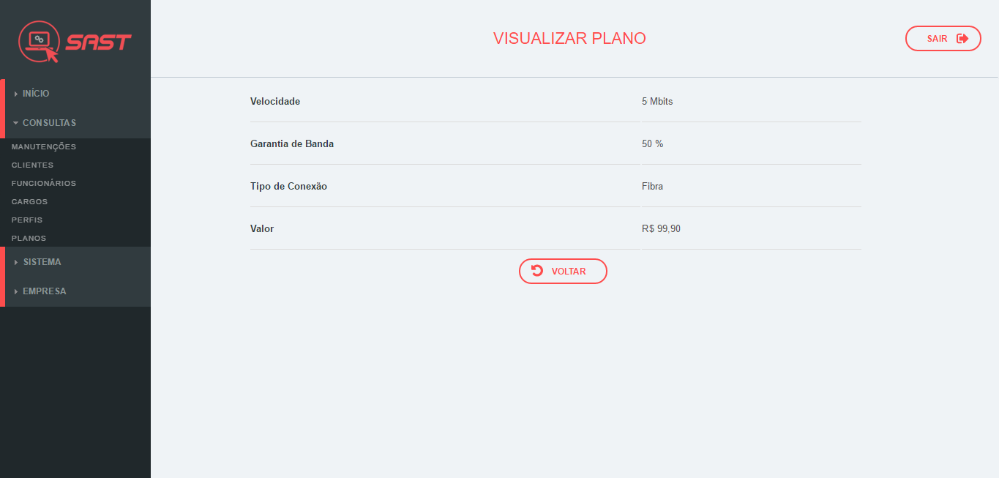 SAST
VISUALIZAR PLANO
SAIR
INÍCIO
CONSULTAS
MANUTENÇÕES
CLIENTES
FUNCIONÁRIOS
CARGOS
PERFIS
PLANOS
SISTEMA
EMPRESA
Velocidade 5 Mbits
Garantia de Banda 50 %
Tipo de Conexão Fibra
Valor R$ 99,90
VOLTAR